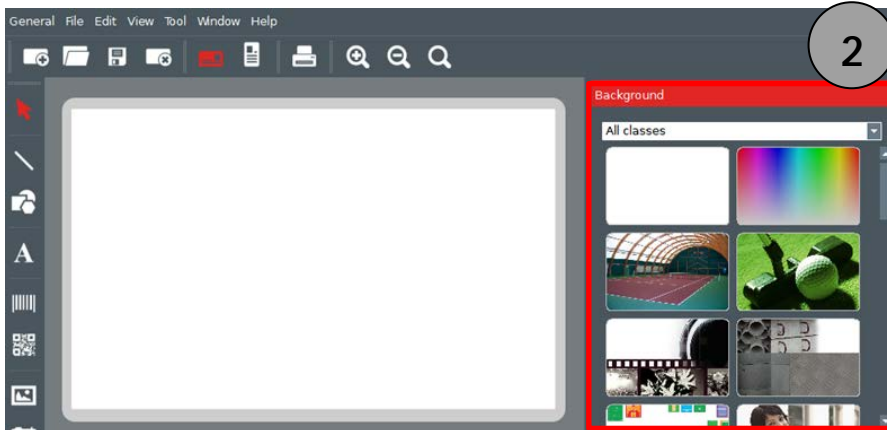 General File Edit View Tool Window Help
2
Background
All classes
A